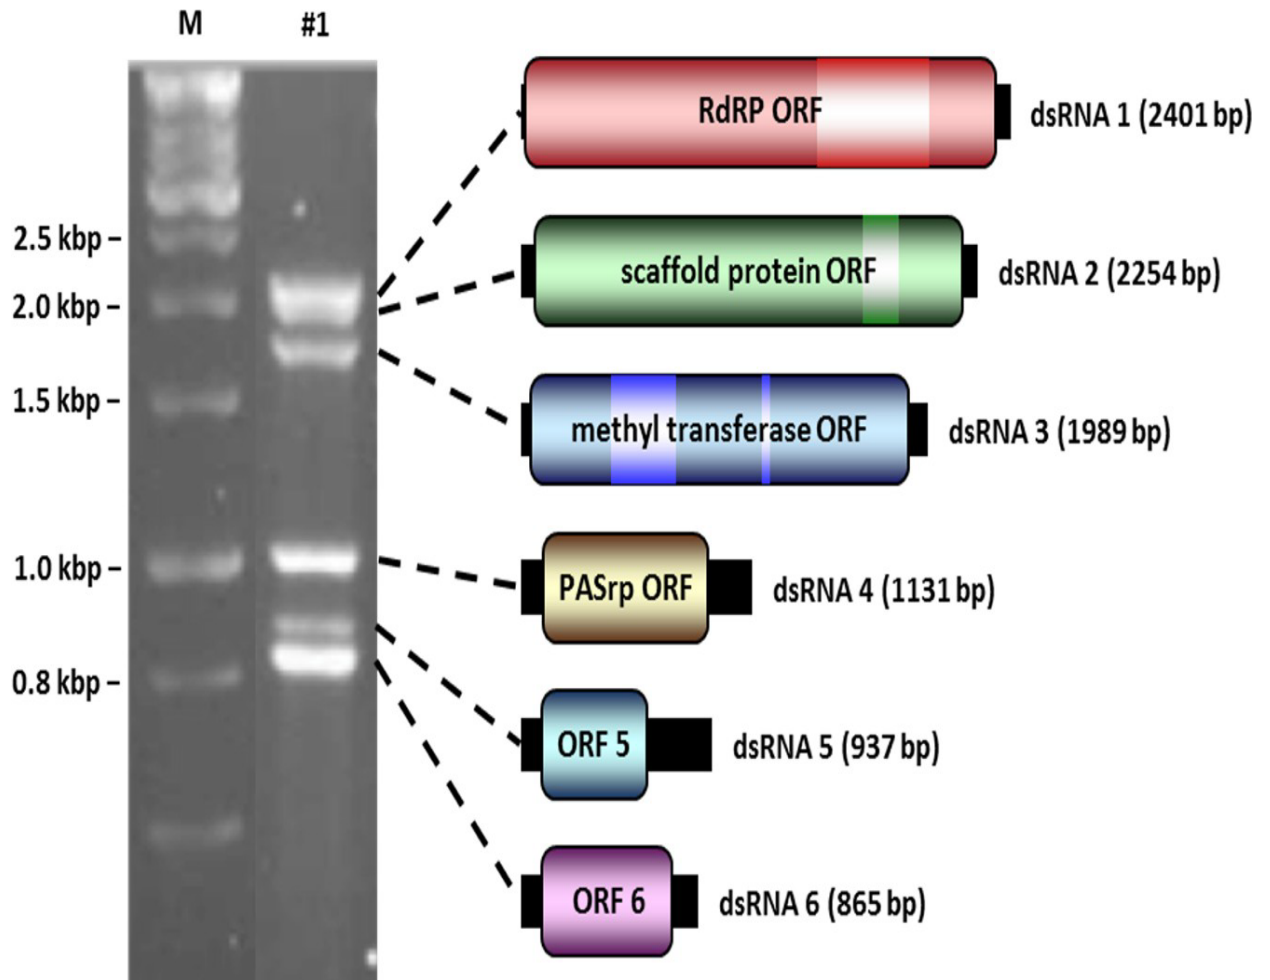 M #1
RdRP ORF
dsRNA 1 (2401 bp)
2.5 kbp –
scaffold protein ORF
dsRNA 2 (2254 bp)
2.0 kbp –
1.5 kbp –
methyl transferase ORF
dsRNA 3 (1989 bp)
1.0 kbp –
PASrp ORF
dsRNA 4 (1131 bp)
0.8 kbp –
ORF 5
dsRNA 5 (937 bp)
ORF 6
dsRNA 6 (865 bp)